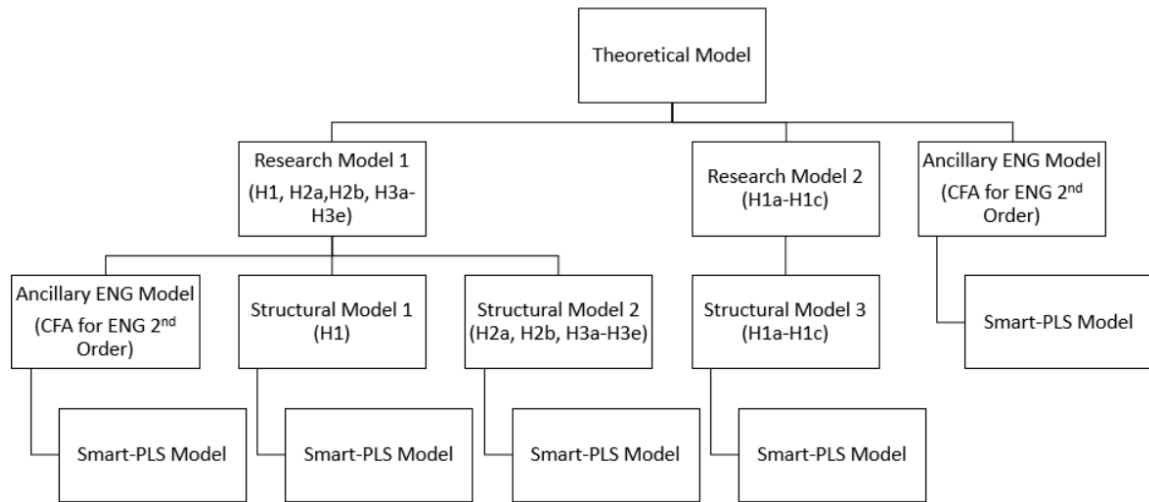 Theoretical Model
Research Model 1
(H1, H2a,H2b, H3a-
H3e)
Research Model 2
(H1a-H1c)
Ancillary ENG Model
(CFA for ENG 2nd
Order)
Ancillary ENG Model
(CFA for ENG 2nd
Order)
Structural Model 1
(H1)
Structural Model 2
(H2a, H2b, H3a-H3e)
Structural Model 3
(H1a-H1c)
Smart-PLS Model
Smart-PLS Model
Smart-PLS Model
Smart-PLS Model
Smart-PLS Model